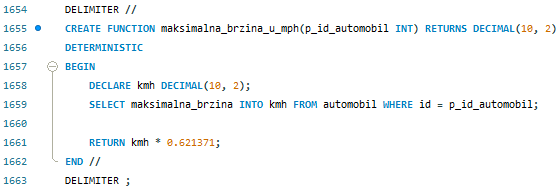 1654 DELIMITER //
1655 CREATE FUNCTION maksimalna_brzina_u_mph(p_id_automobil INT) RETURNS DECIMAL(10, 2)
1656 DETERMINISTIC
1657 BEGIN
1658 DECLARE kmh DECIMAL(10, 2);
1659 SELECT maksimalna_brzina INTO kmh FROM automobil WHERE id = p_id_automobil;
1660
1661 RETURN kmh * 0.621371;
1662 END //
1663 DELIMITER ;